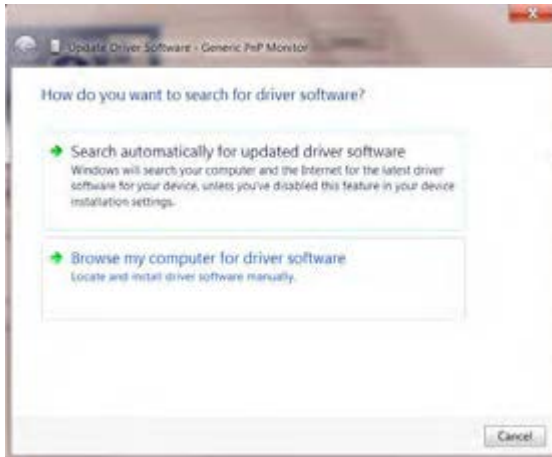 Update Driver Software - Generic PnP Monitor
How do you want to search for driver software?
Search automatically for updated driver software
Windows will search your computer and the Internet for the latest driver
software for your device, unless you've disabled this feature in your device
installation settings.
Browse my computer for driver software
Locate and install driver software manually.
Cancel